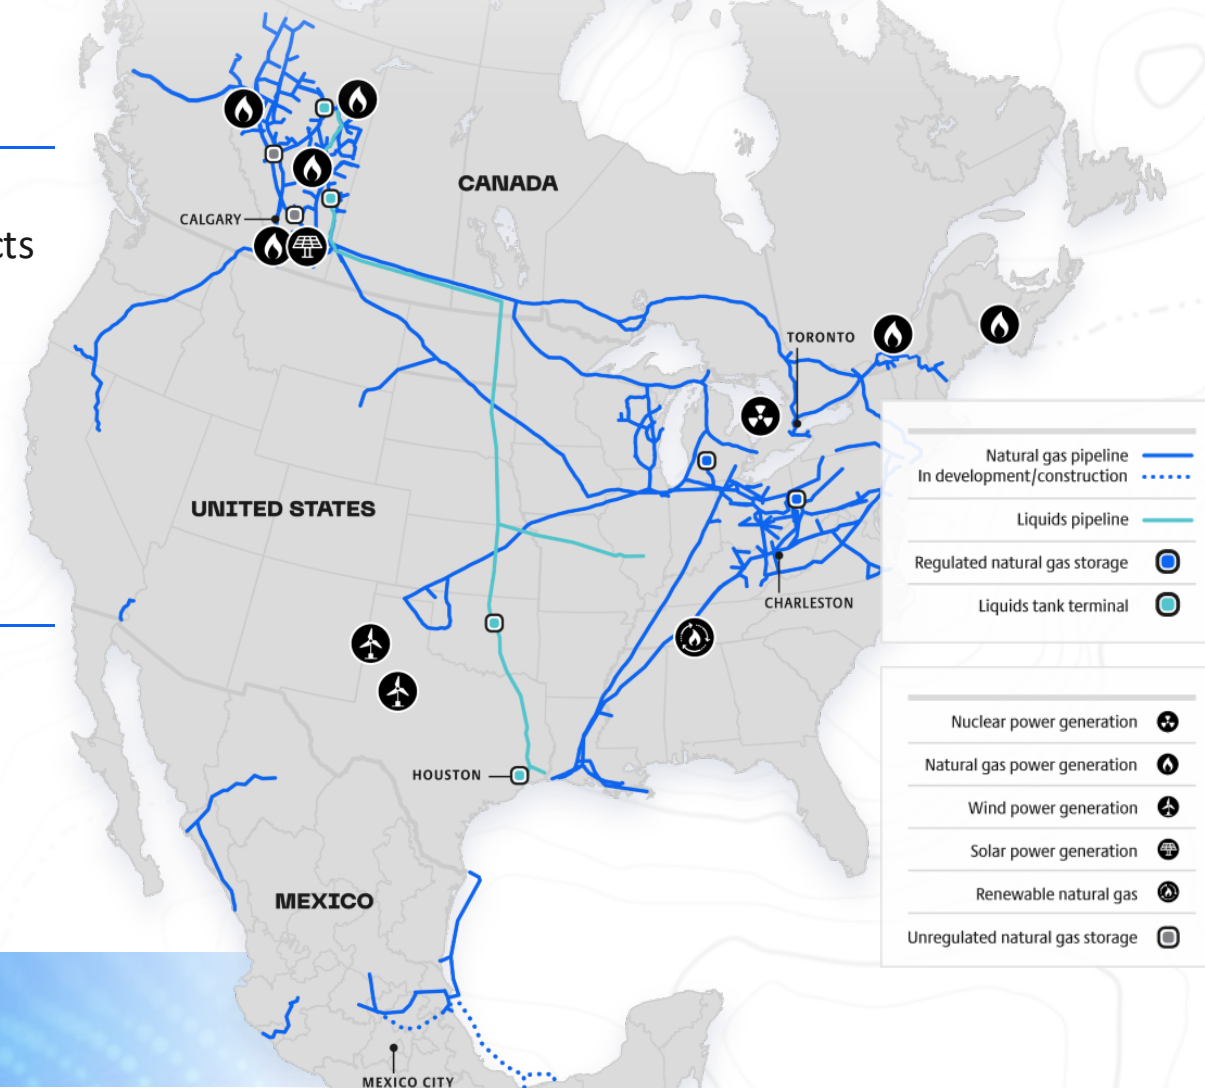 CANADA
CALGARY
cts
TORONTO
Natural gas pipeline
In development/construction
Liquids pipeline
Regulated natural gas storage
Liquids tank terminal
UNITED STATES
CHARLESTON
Nuclear power generation
Natural gas power generation
Wind power generation
Solar power generation
Renewable natural gas
Unregulated natural gas storage
HOUSTON
MEXICO
MEXICO CITY